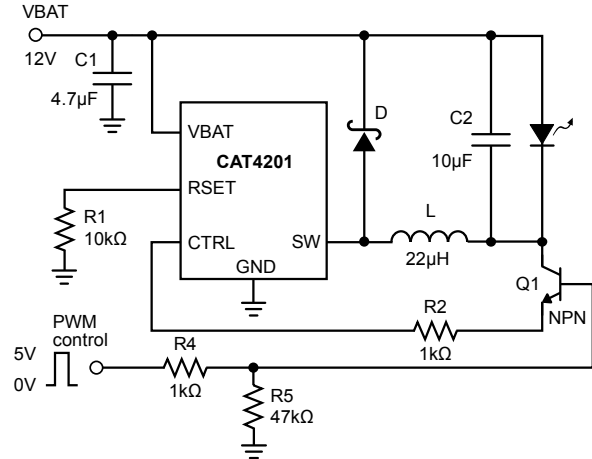 VBAT
12V
C1
4.7µF
D
C2
10µF
VBAT
CAT4201
RSET
R1
10kΩ
CTRL
SW
L
22µH
GND
Q1
NPN
R2
1kΩ
PWM
control
5V
0V
R4
1kΩ
R5
47kΩ